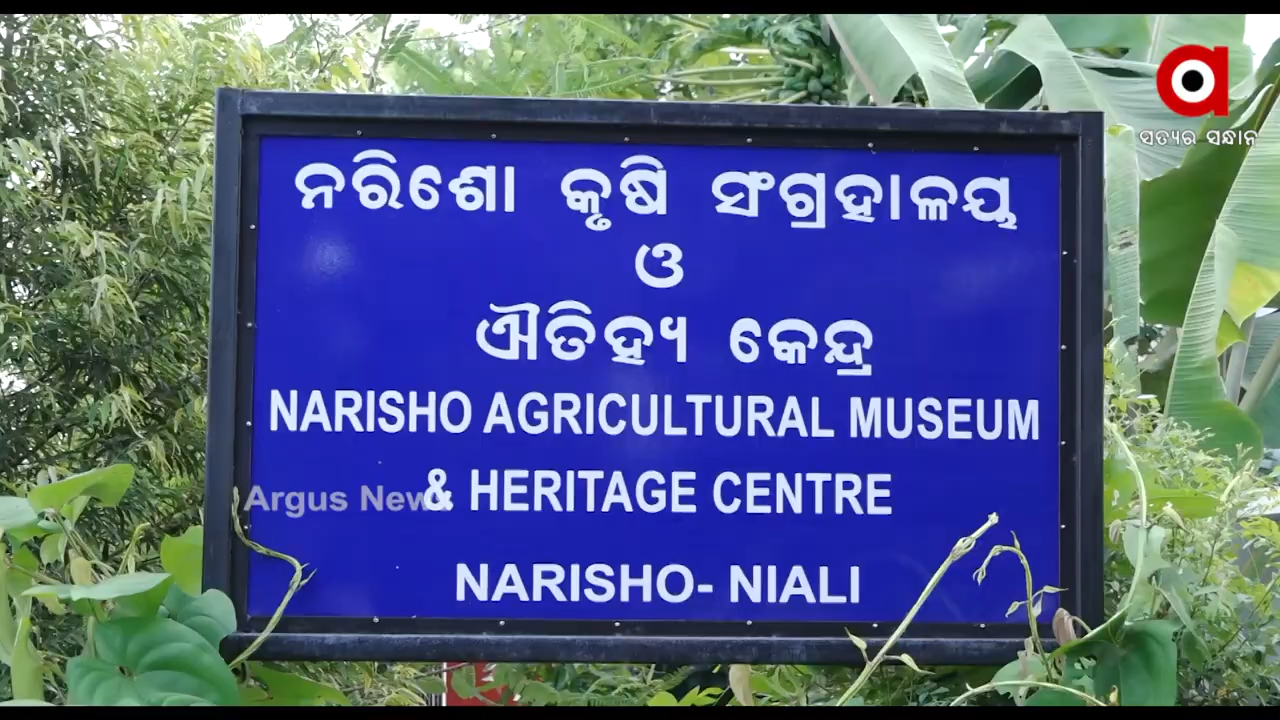 ସତ୍ୟର ସନ୍ଧାନ
ନରିଶୋ କୃଷି ସଂଗ୍ରହାଳୟ
ଓ
ଐତିହ୍ୟ କେନ୍ଦ୍ର
NARISHO AGRICULTURAL MUSEUM
& HERITAGE CENTRE
Argus News
NARISHO- NIALI